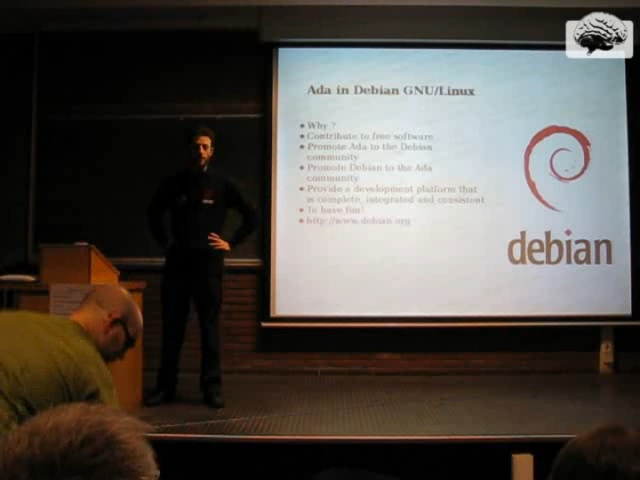 Ada in Debian GNU/Linux
• Why ?
• Contribute to free software
• Promote Ada to the Debian
community
• Promote Debian to the Ada
community
• Provide a development platform that
is complete, integrated and consistent
• To have fun!
• http://www.debian.org
debian